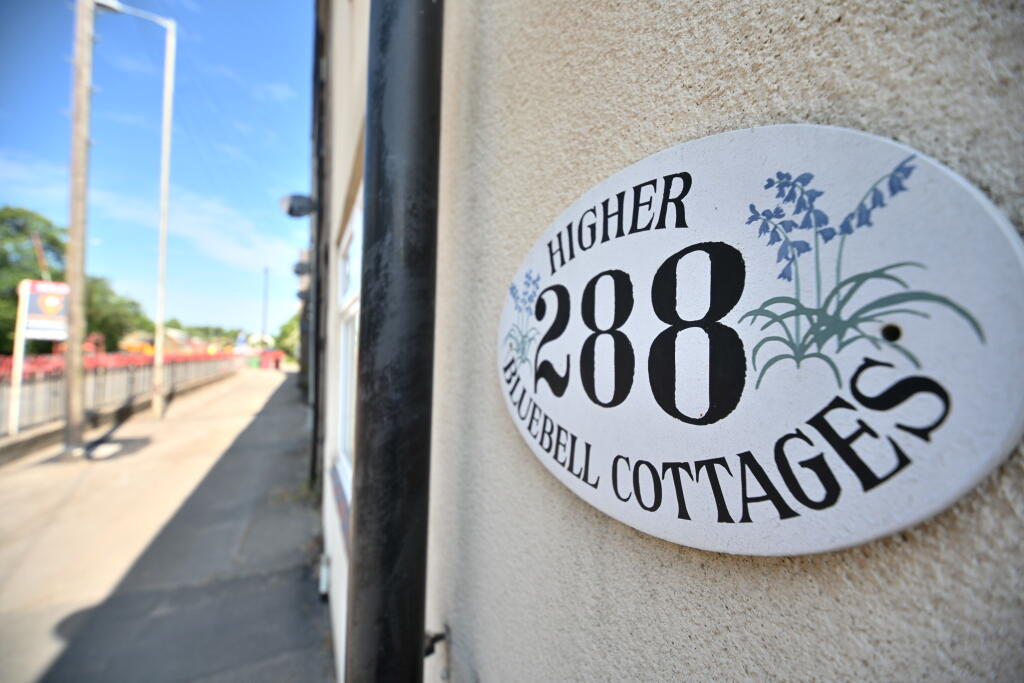 HIGHER
288
BLUEBELL COTTAGES